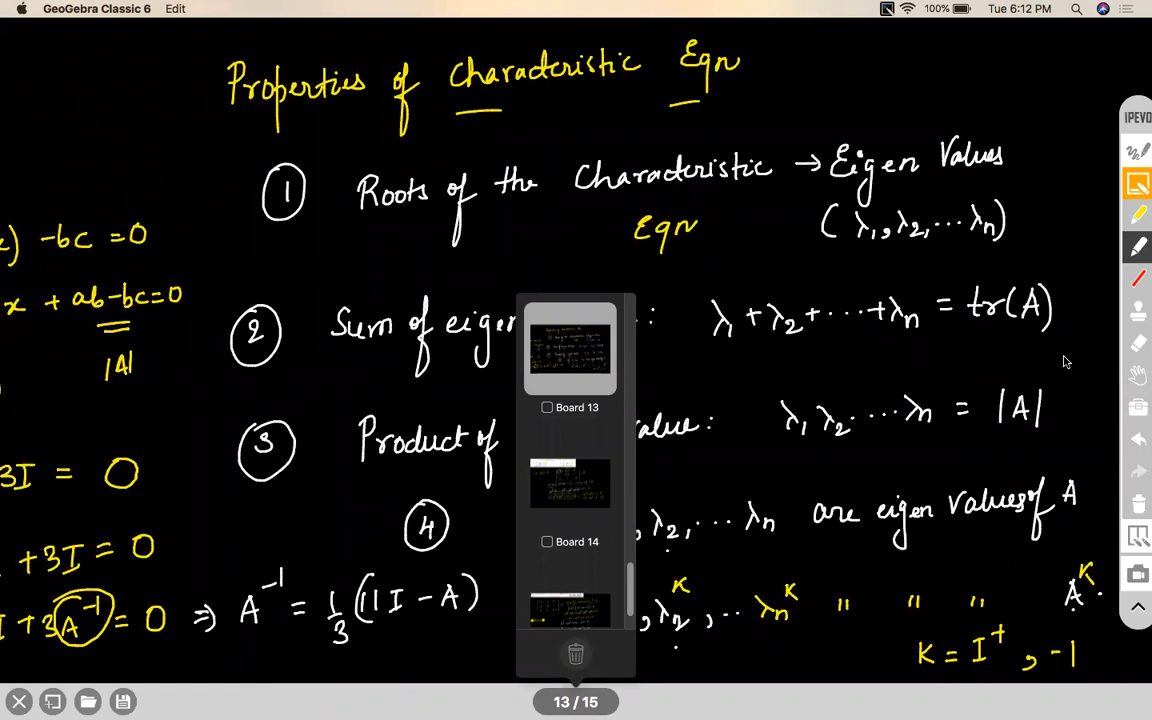 GeoGebra Classic 6 Edit 100% Tue 6:12 PM
Properties of Characteristic Eqn
IPEVO
① Roots of the Characteristic → Eigen Values
Eqn (λ1, λ2, ... λn)
) -bc = 0
x + ab-bc=0
|A|
② Sum of eigen : λ1 + λ2 + ... + λn = tr(A)
③ Product of alue: λ1 λ2 ... λn = |A|
3I = 0
④ , λ2, ... λn are eigen values of A
+ 3I = 0
I + 3A^-1 = 0 ⇒ A^-1 = 1/3 (11I - A)
, λ2^K, ... λn^K " " " A^K
K = I^+, -1
Board 13
Board 14
13 / 15